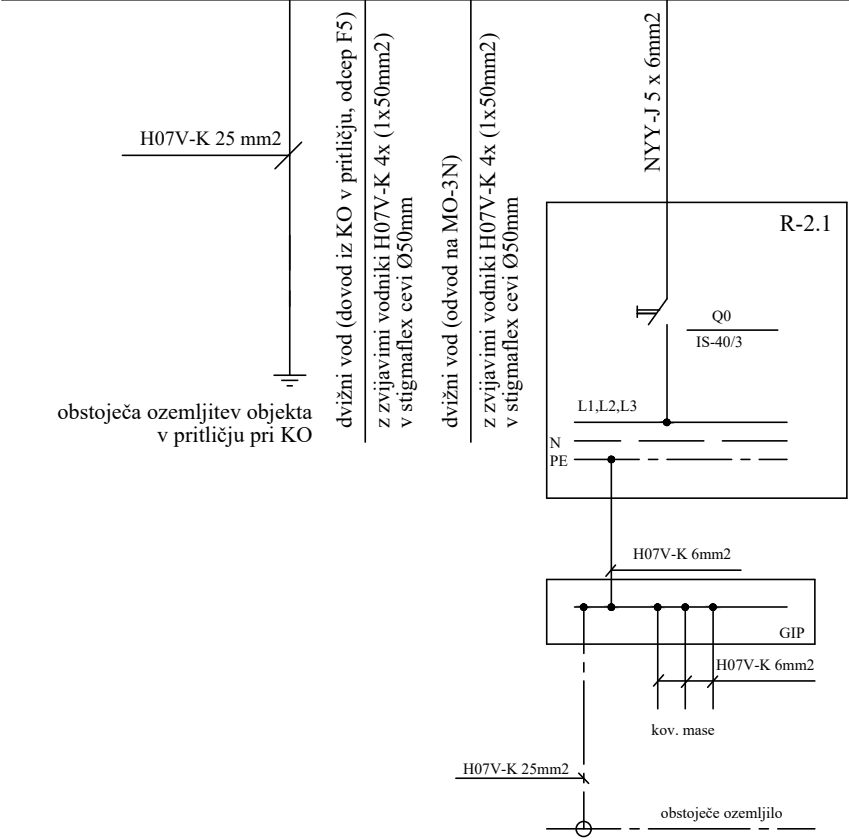 H07V-K 25 mm2
obstoječa ozemljitev objekta
v pritličju pri KO
dvižni vod (dovod iz KO v pritličju, odcep F5)
z zvijavimi vodniki H07V-K 4x (1x50mm2)
v stigmaflex cevi Ø50mm
dvižni vod (odvod na MO-3N)
z zvijavimi vodniki H07V-K 4x (1x50mm2)
v stigmaflex cevi Ø50mm
NYY-J 5 x 6mm2
R-2.1
Q0
IS-40/3
L1,L2,L3
N
PE
H07V-K 6mm2
GIP
H07V-K 6mm2
kov. mase
H07V-K 25mm2
obstoječe ozemljilo